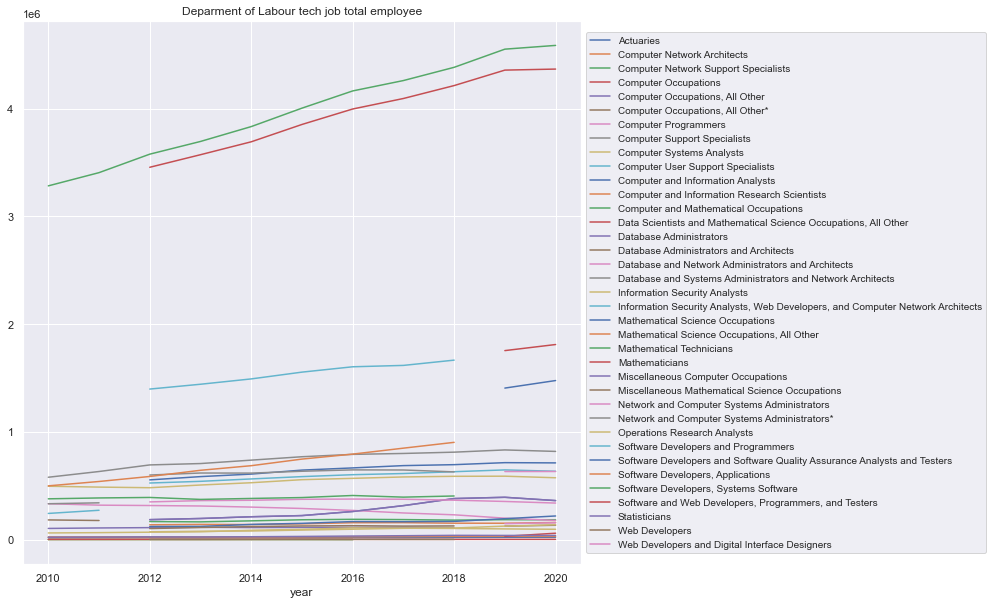 Deparment of Labour tech job total employee
1e6
4
3
2
1
0
2010 2012 2014 2016 2018 2020
year
Actuaries
Computer Network Architects
Computer Network Support Specialists
Computer Occupations
Computer Occupations, All Other
Computer Occupations, All Other*
Computer Programmers
Computer Support Specialists
Computer Systems Analysts
Computer User Support Specialists
Computer and Information Analysts
Computer and Information Research Scientists
Computer and Mathematical Occupations
Data Scientists and Mathematical Science Occupations, All Other
Database Administrators
Database Administrators and Architects
Database and Network Administrators and Architects
Database and Systems Administrators and Network Architects
Information Security Analysts
Information Security Analysts, Web Developers, and Computer Network Architects
Mathematical Science Occupations
Mathematical Science Occupations, All Other
Mathematical Technicians
Mathematicians
Miscellaneous Computer Occupations
Miscellaneous Mathematical Science Occupations
Network and Computer Systems Administrators
Network and Computer Systems Administrators*
Operations Research Analysts
Software Developers and Programmers
Software Developers and Software Quality Assurance Analysts and Testers
Software Developers, Applications
Software Developers, Systems Software
Software and Web Developers, Programmers, and Testers
Statisticians
Web Developers
Web Developers and Digital Interface Designers